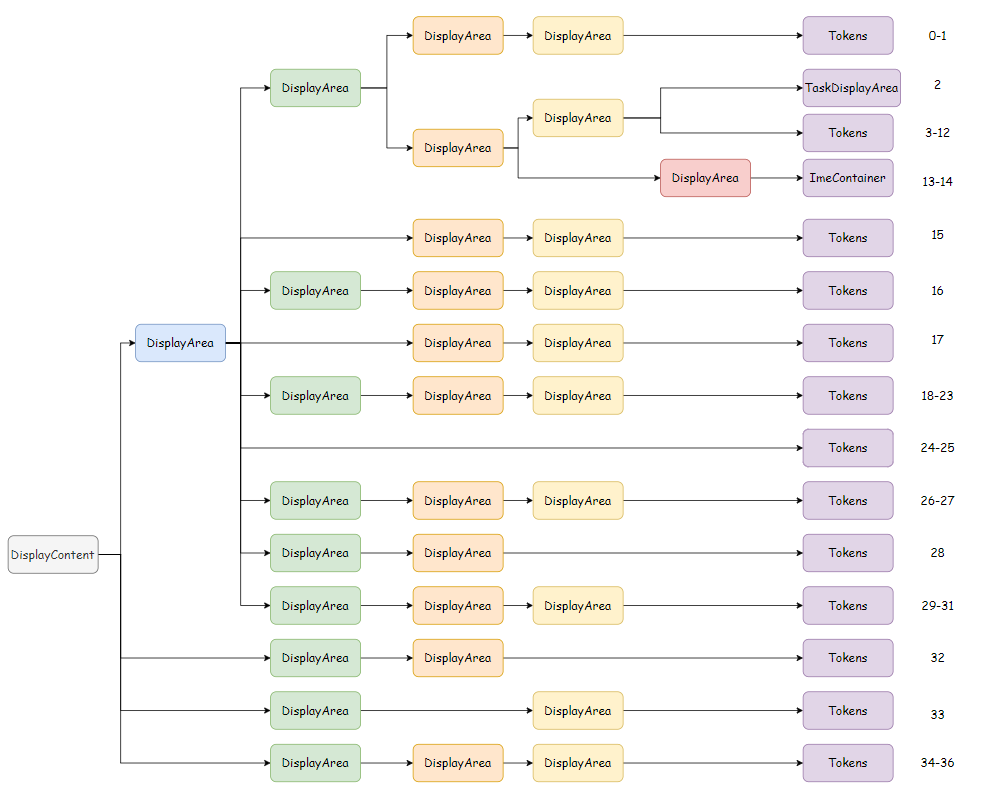 DisplayArea DisplayArea Tokens 0-1
DisplayArea TaskDisplayArea 2
DisplayArea
DisplayArea Tokens 3-12
DisplayArea ImeContainer 13-14
DisplayArea DisplayArea Tokens 15
DisplayArea DisplayArea DisplayArea Tokens 16
DisplayArea DisplayArea DisplayArea Tokens 17
DisplayArea DisplayArea DisplayArea Tokens 18-23
Tokens 24-25
DisplayArea DisplayArea DisplayArea Tokens 26-27
DisplayContent DisplayArea DisplayArea Tokens 28
DisplayArea DisplayArea DisplayArea Tokens 29-31
DisplayArea DisplayArea Tokens 32
DisplayArea DisplayArea Tokens 33
DisplayArea DisplayArea DisplayArea Tokens 34-36